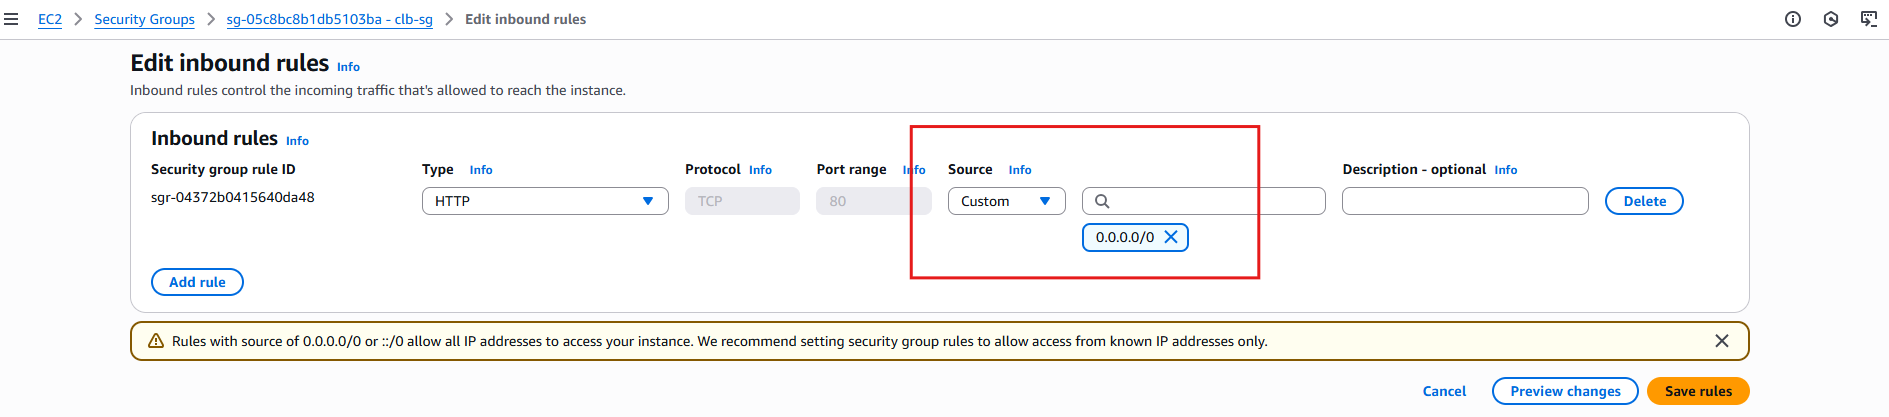 EC2 > Security Groups > sg-05c8bc8b1db5103ba - clb-sg > Edit inbound rules
Edit inbound rules Info
Inbound rules control the incoming traffic that's allowed to reach the instance.
Inbound rules Info
Security group rule ID Type Info Protocol Info Port range Info Source Info Description - optional Info
sgr-04372b0415640da48 HTTP TCP 80 Custom Delete
0.0.0.0/0
Add rule
Rules with source of 0.0.0.0/0 or ::/0 allow all IP addresses to access your instance. We recommend setting security group rules to allow access from known IP addresses only.
Cancel Preview changes Save rules